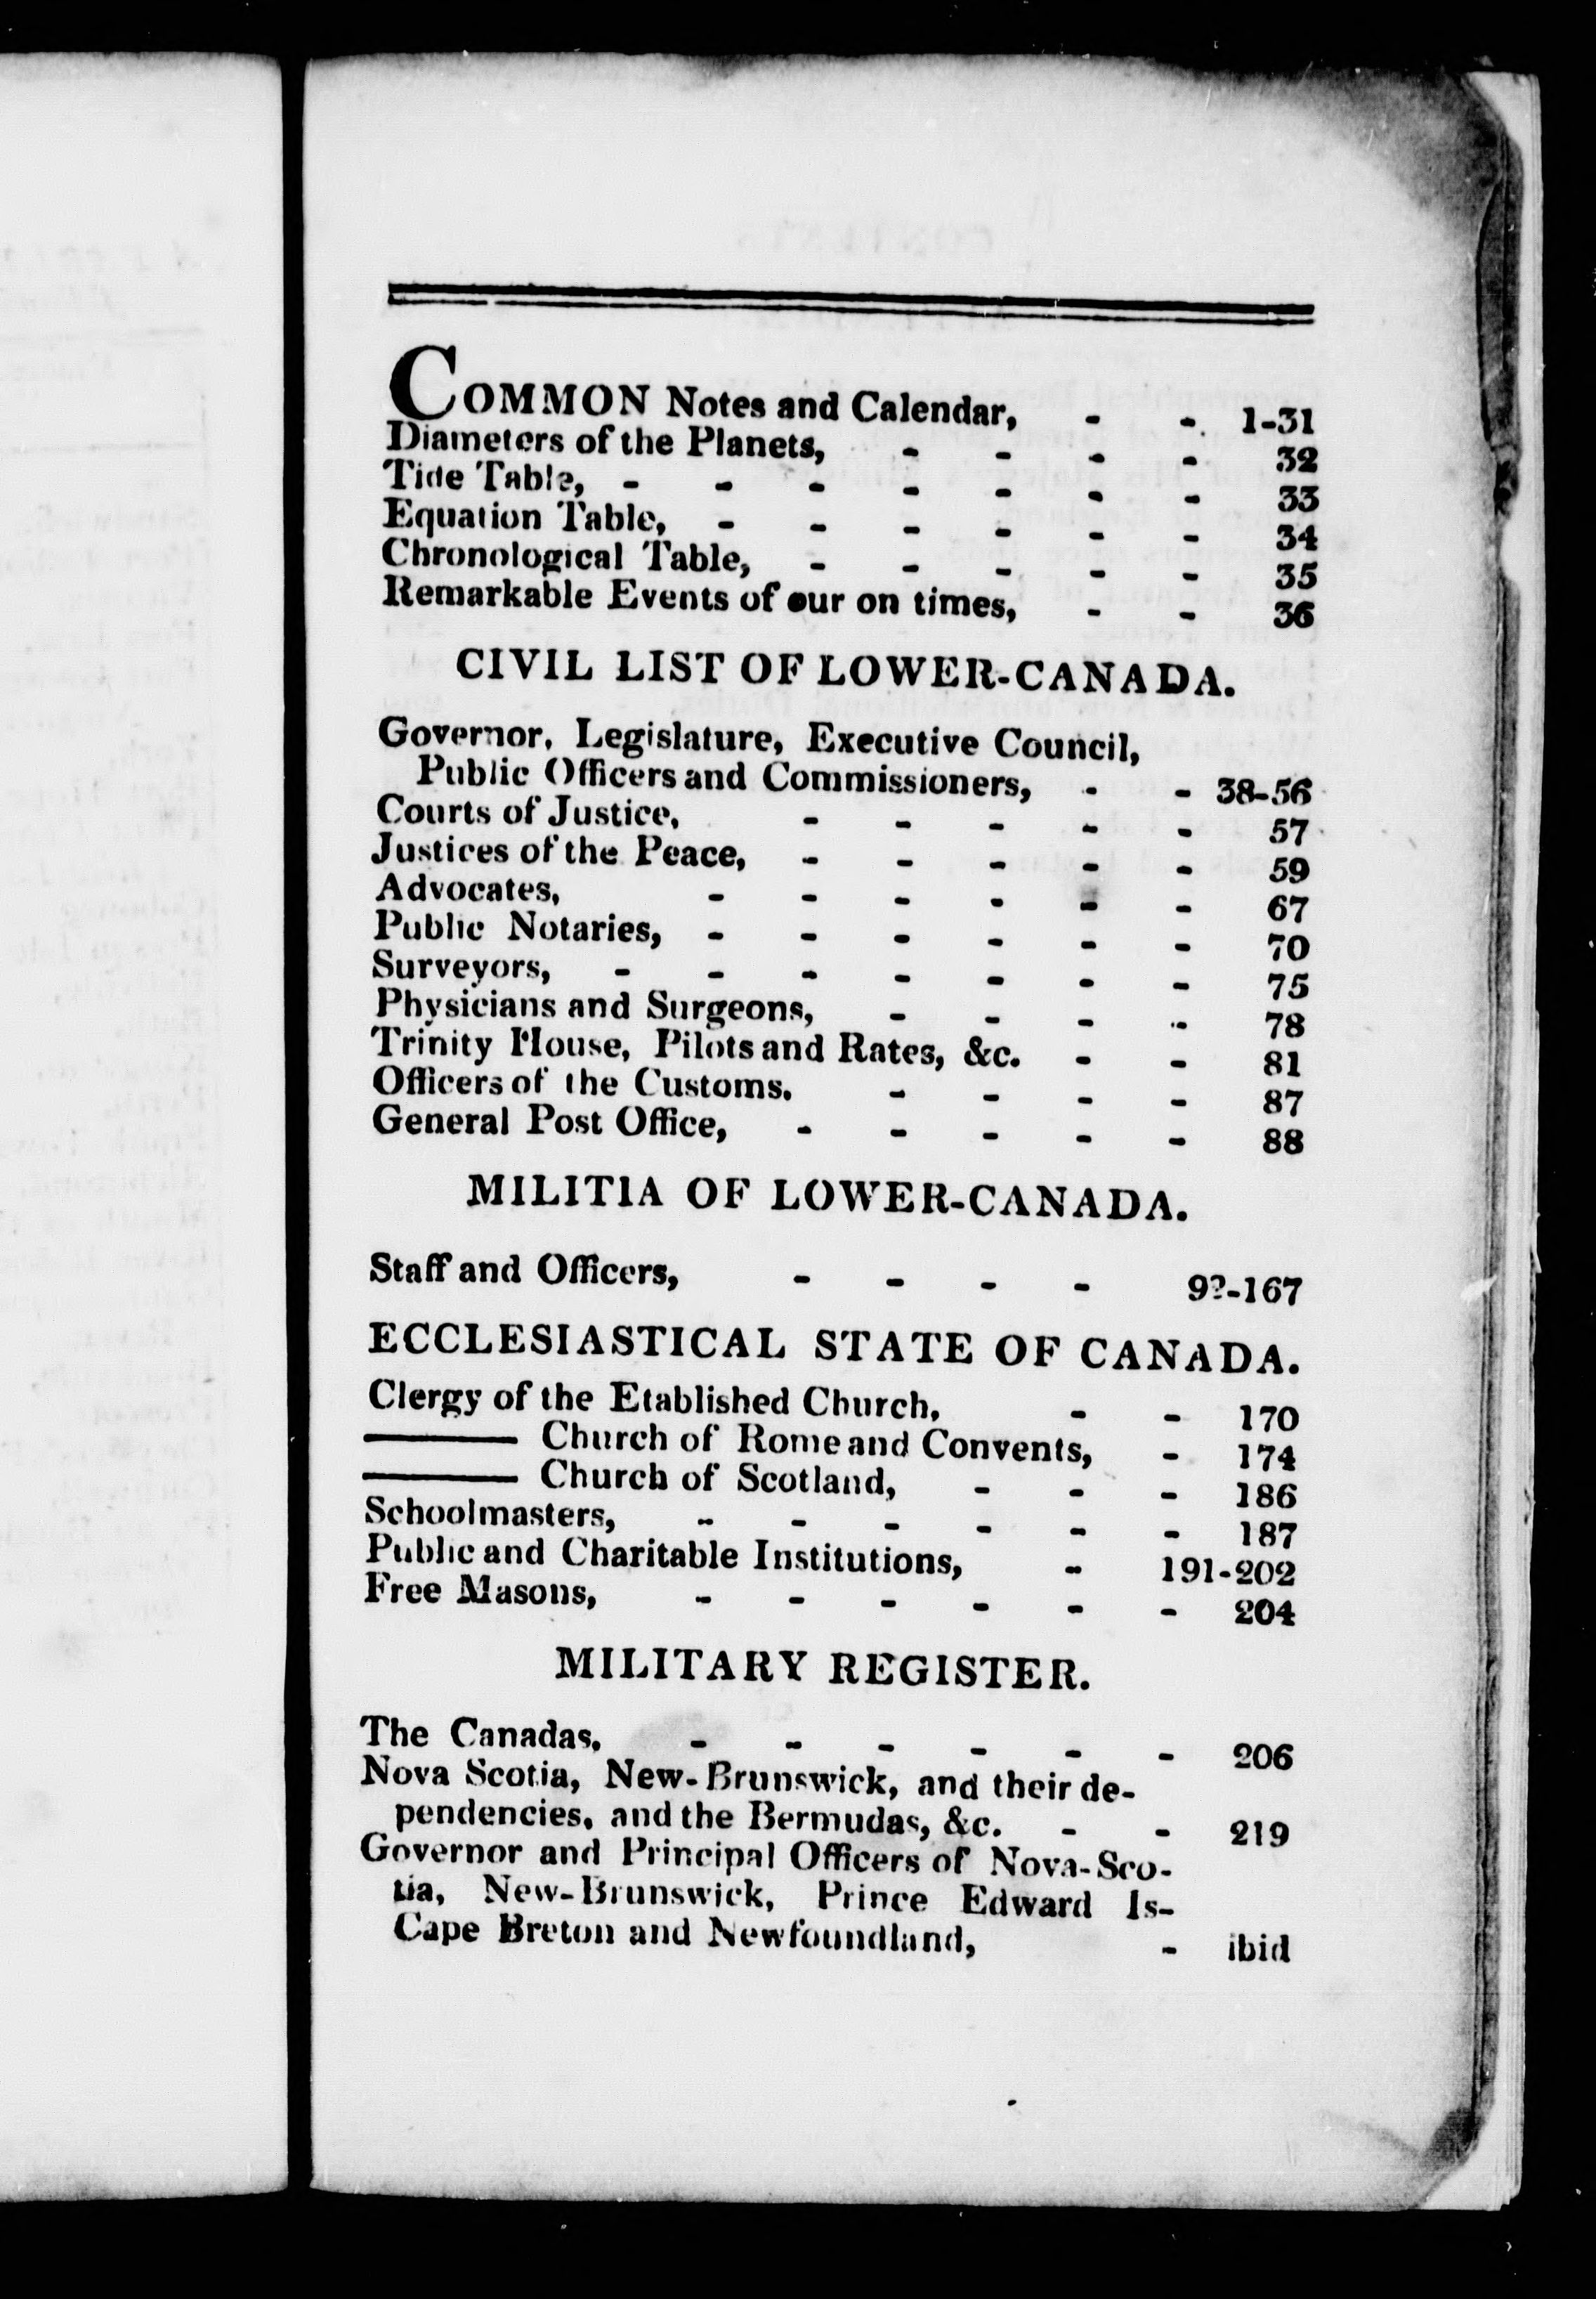 COMMON Notes and Calendar, - - 1-31
Diameters of the Planets, - - - - 32
Tide Table, - - - - - - - 33
Equation Table, - - - - - - 34
Chronological Table, - - - - - 35
Remarkable Events of our on times, - - 36
CIVIL LIST OF LOWER-CANADA.
Governor, Legislature, Executive Council,
Public Officers and Commissioners, - - 38-56
Courts of Justice, - - - - - 57
Justices of the Peace, - - - - - 59
Advocates, - - - - - - 67
Public Notaries, - - - - - - 70
Surveyors, - - - - - - - 75
Physicians and Surgeons, - - - - 78
Trinity House, Pilots and Rates, &c. - - 81
Officers of the Customs. - - - - 87
General Post Office, - - - - - 88
MILITIA OF LOWER-CANADA.
Staff and Officers, - - - - 92-167
ECCLESIASTICAL STATE OF CANADA.
Clergy of the Etablished Church, - - 170
——— Church of Rome and Convents, - 174
——— Church of Scotland, - - - 186
Schoolmasters, - - - - - - 187
Public and Charitable Institutions, - 191-202
Free Masons, - - - - - - 204
MILITARY REGISTER.
The Canadas, - - - - - - 206
Nova Scotia, New-Brunswick, and their de-
pendencies, and the Bermudas, &c. - - 219
Governor and Principal Officers of Nova-Sco-
tia, New-Brunswick, Prince Edward Is-
Cape Breton and Newfoundland, - ibid